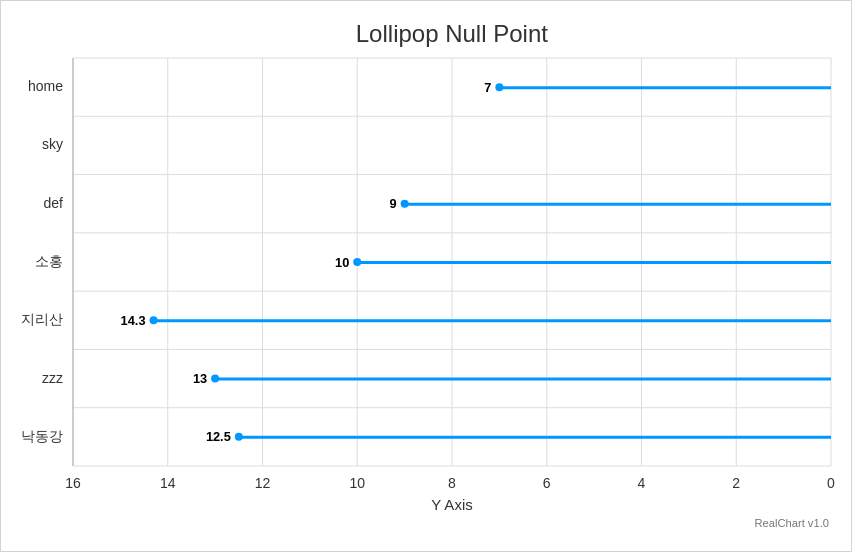 Lollipop Null Point
home
7
sky
def
9
소홍
10
지리산
14.3
zzz
13
낙동강
12.5
16 14 12 10 8 6 4 2 0
Y Axis
RealChart v1.0